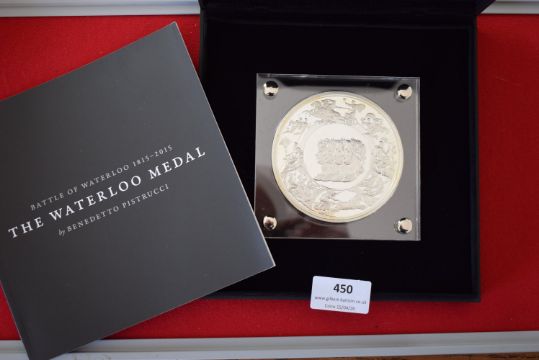 BATTLE OF WATERLOO 1815–2015
THE WATERLOO MEDAL
by BENEDETTO PISTRUCCI
450